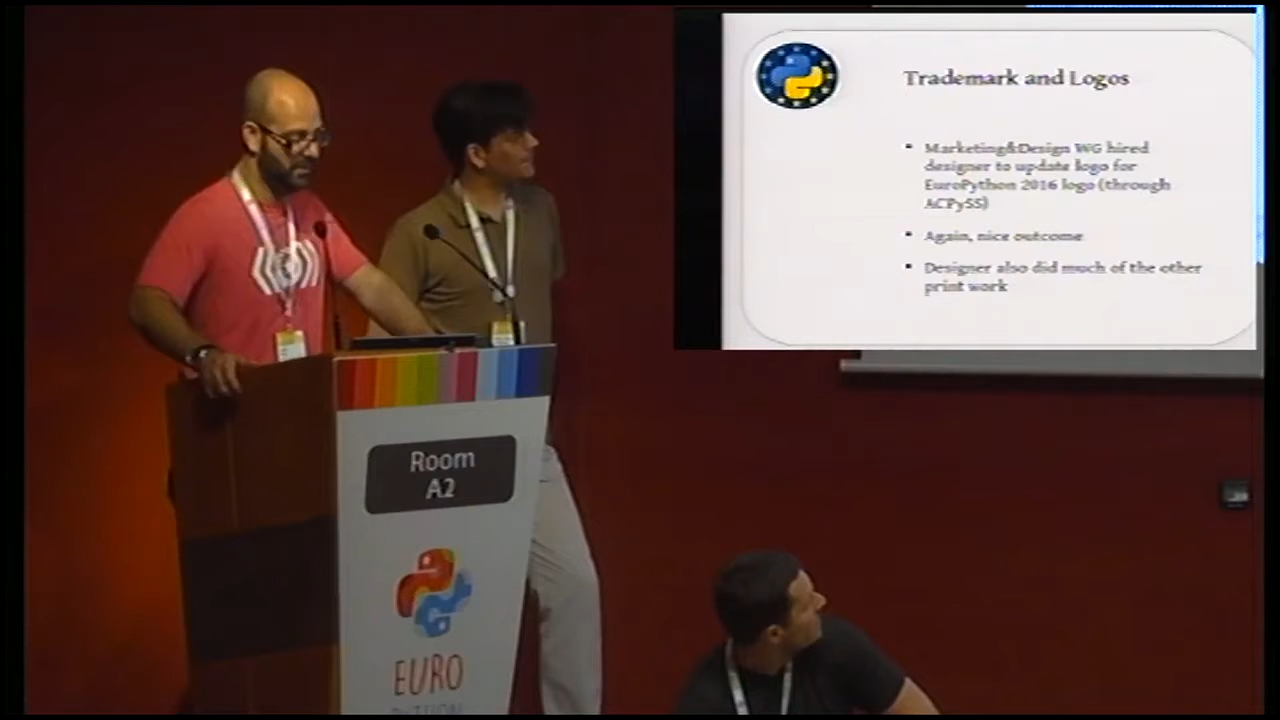 Trademark and Logos
Marketing&Design WG hired
designer to update logo for
EuroPython 2016 logo (through
ACPySS)
Again, nice outcome
Designer also did much of the other
print work
Room
A2
EURO
PYTHON